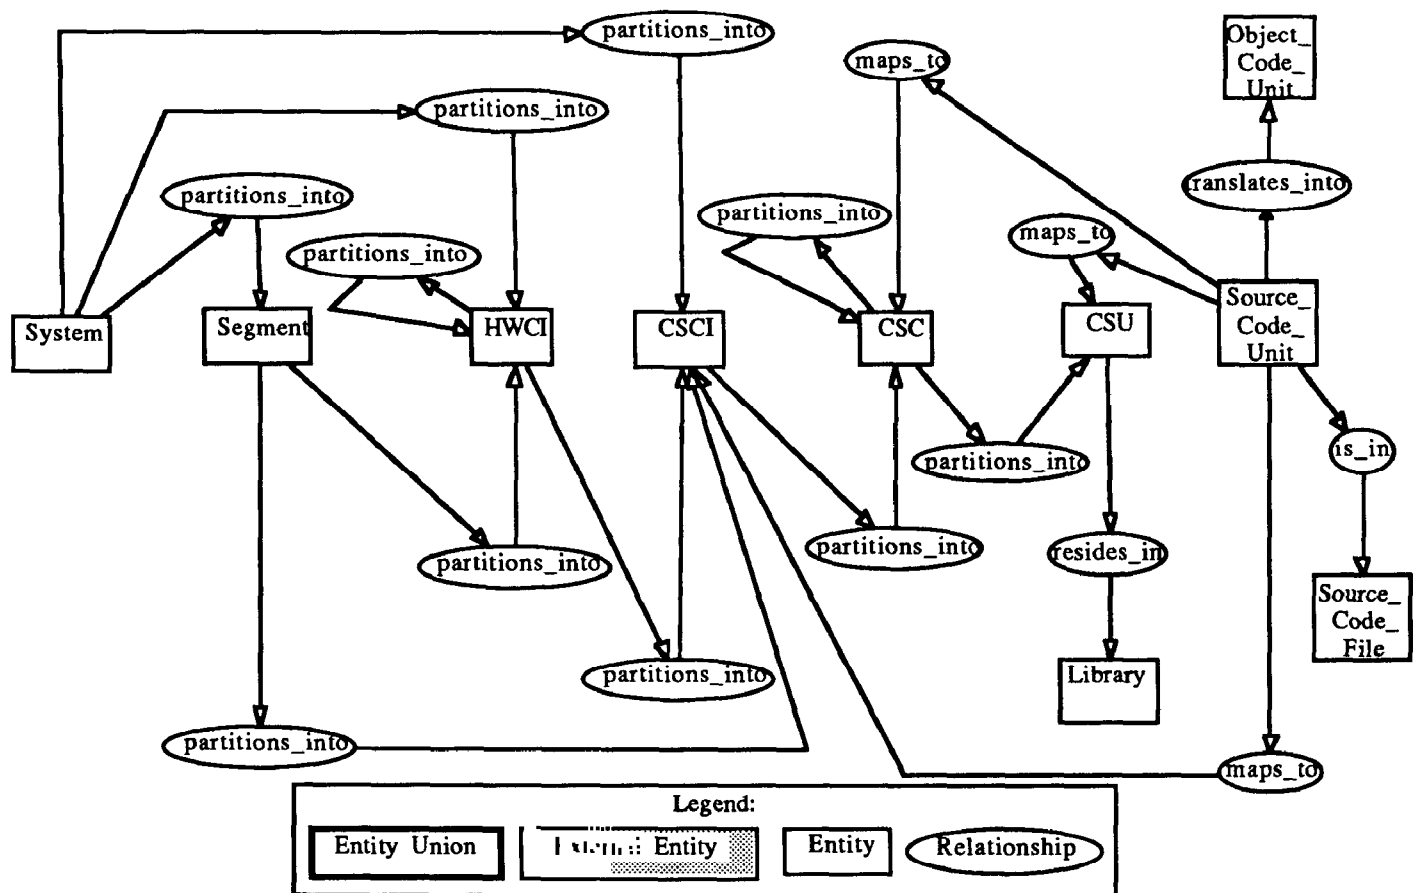 partitions_into
Object_
Code_
Unit
maps_to
partitions_into
translates_into
partitions_into
partitions_into
maps_to
partitions_into
System
Segment
HWCI
CSCI
CSC
CSU
Source_
Code_
Unit
is_in
partitions_into
partitions_into
resides_in
partitions_into
Source_
Code_
File
partitions_into
Library
partitions_into
maps_to
Legend:
Entity Union
Entity
Entity
Relationship